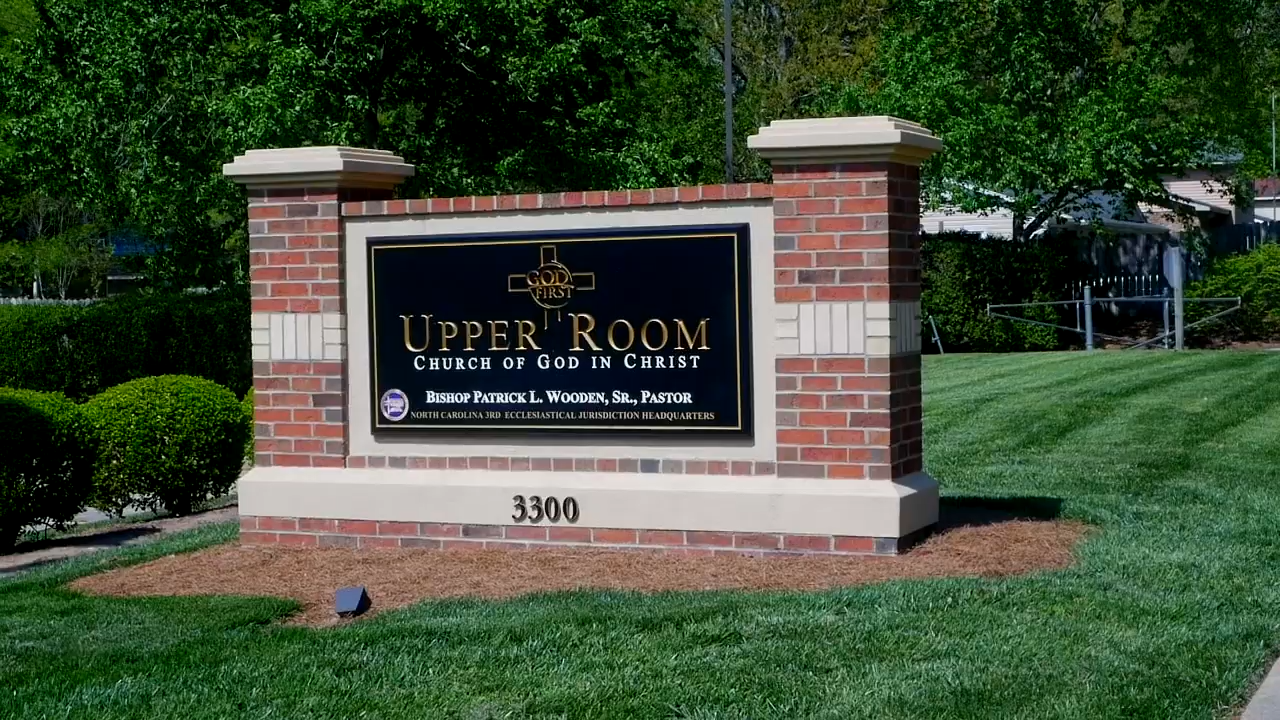 GOD
FIRST
UPPER ROOM
CHURCH OF GOD IN CHRIST
BISHOP PATRICK L. WOODEN, SR., PASTOR
NORTH CAROLINA 3RD ECCLESIASTICAL JURISDICTION HEADQUARTERS
3300